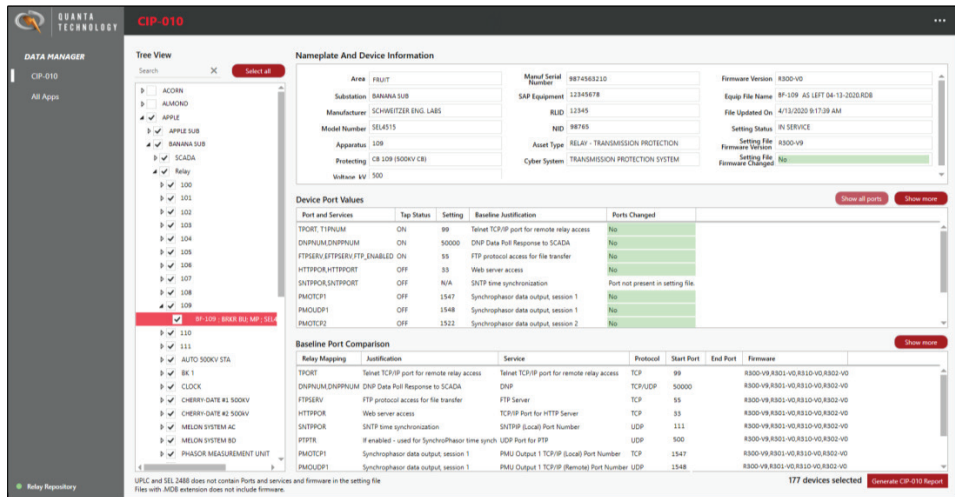 QUANTA
TECHNOLOGY
CIP-010
...
DATA MANAGER
CIP-010
All Apps
Relay Repository
Tree View
Search
Select all
ACORN
ALMOND
APPLE
APPLE SUB
BANANA SUB
SCADA
Relay
100
101
102
103
104
105
106
107
108
109
BF-109 | BRKR BU; MP ; SEL4
110
111
AUTO 500KV STA
BK 1
CLOCK
CHERRY-DATE #1 500KV
CHERRY-DATE #2 500kV
MELON SYSTEM AC
MELON SYSTEM BD
PHASOR MEASUREMENT UNIT
Nameplate And Device Information
Area FRUIT
Substation BANANA SUB
Manufacturer SCHWEITZER ENG. LABS
Model Number SEL4515
Apparatus 109
Protecting CB 109 (500KV CB)
Voltage kV 500
Manuf Serial Number 9874563210
SAP Equipment 12345678
RLID 12345
NID 98765
Asset Type RELAY - TRANSMISSION PROTECTION
Cyber System TRANSMISSION PROTECTION SYSTEM
Firmware Version R300-V0
Equip File Name BF-109 AS LEFT 04-13-2020.RDB
File Updated On 4/13/2020 9:17:39 AM
Setting Status IN SERVICE
Setting File Firmware Version R300-V9
Setting File Firmware Changed No
Device Port Values
Show all ports
Show more
Port and Services Tap Status Setting Baseline Justification Ports Changed
TPORT, T1PNUM ON 99 Telnet TCP/IP port for remote relay access No
DNPNUM,DNPPNUM ON 50000 DNP Data Poll Response to SCADA No
FTPSERV,EFTPSERV,FTP_ENABLED ON 55 FTP protocol access for file transfer No
HTTPPOR,HTTPPORT OFF 33 Web server access No
SNTPPOR,SNTPPORT OFF N/A SNTP time synchronization Port not present in setting file.
PMOTCP1 OFF 1547 Synchrophasor data output, session 1 No
PMOUDP1 OFF 1548 Synchrophasor data output, session 1 No
PMOTCP2 OFF 1522 Synchrophasor data output, session 2 No
Baseline Port Comparison
Show more
Relay Mapping Justification Service Protocol Start Port End Port Firmware
TPORT Telnet TCP/IP port for remote relay access Telnet TCP/IP port for remote relay access TCP 99 R300-V9,R301-V0,R310-V0,R302-V0
DNPNUM,DNPPNUM DNP Data Poll Response to SCADA DNP TCP/UDP 50000 R300-V9,R301-V0,R310-V0,R302-V0
FTPSERV FTP protocol access for file transfer FTP Server TCP 55 R300-V9,R301-V0,R310-V0,R302-V0
HTTPPOR Web server access TCP/IP Port for HTTP Server TCP 33 R300-V9,R301-V0,R310-V0,R302-V0
SNTPPOR SNTP time synchronization SNTPIP (Local) Port Number UDP 111 R300-V9,R301-V0,R310-V0,R302-V0
PTPTR If enabled - used for SynchroPhasor time synch UDP Port for PTP UDP 500 R300-V9,R301-V0,R310-V0,R302-V0
PMOTCP1 Synchrophasor data output, session 1 PMU Output 1 TCP/IP (Local) Port Number TCP 1547 R300-V9,R301-V0,R310-V0,R302-V0
PMOUDP1 Synchrophasor data output, session 1 PMU Output 1 TCP/IP (Remote) Port Number UDP 1548 R300-V9,R301-V0,R310-V0,R302-V0
UPLC and SEL 2488 does not contain Ports and services and firmware in the setting file
Files with .MDB extension does not include firmware.
177 devices selected
Generate CIP-010 Report